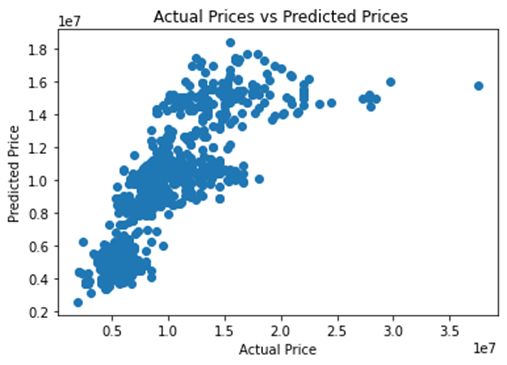 Actual Prices vs Predicted Prices
1e7
1.8
1.6
1.4
1.2
1.0
0.8
0.6
0.4
0.2
Predicted Price
0.5 1.0 1.5 2.0 2.5 3.0 3.5
Actual Price
1e7